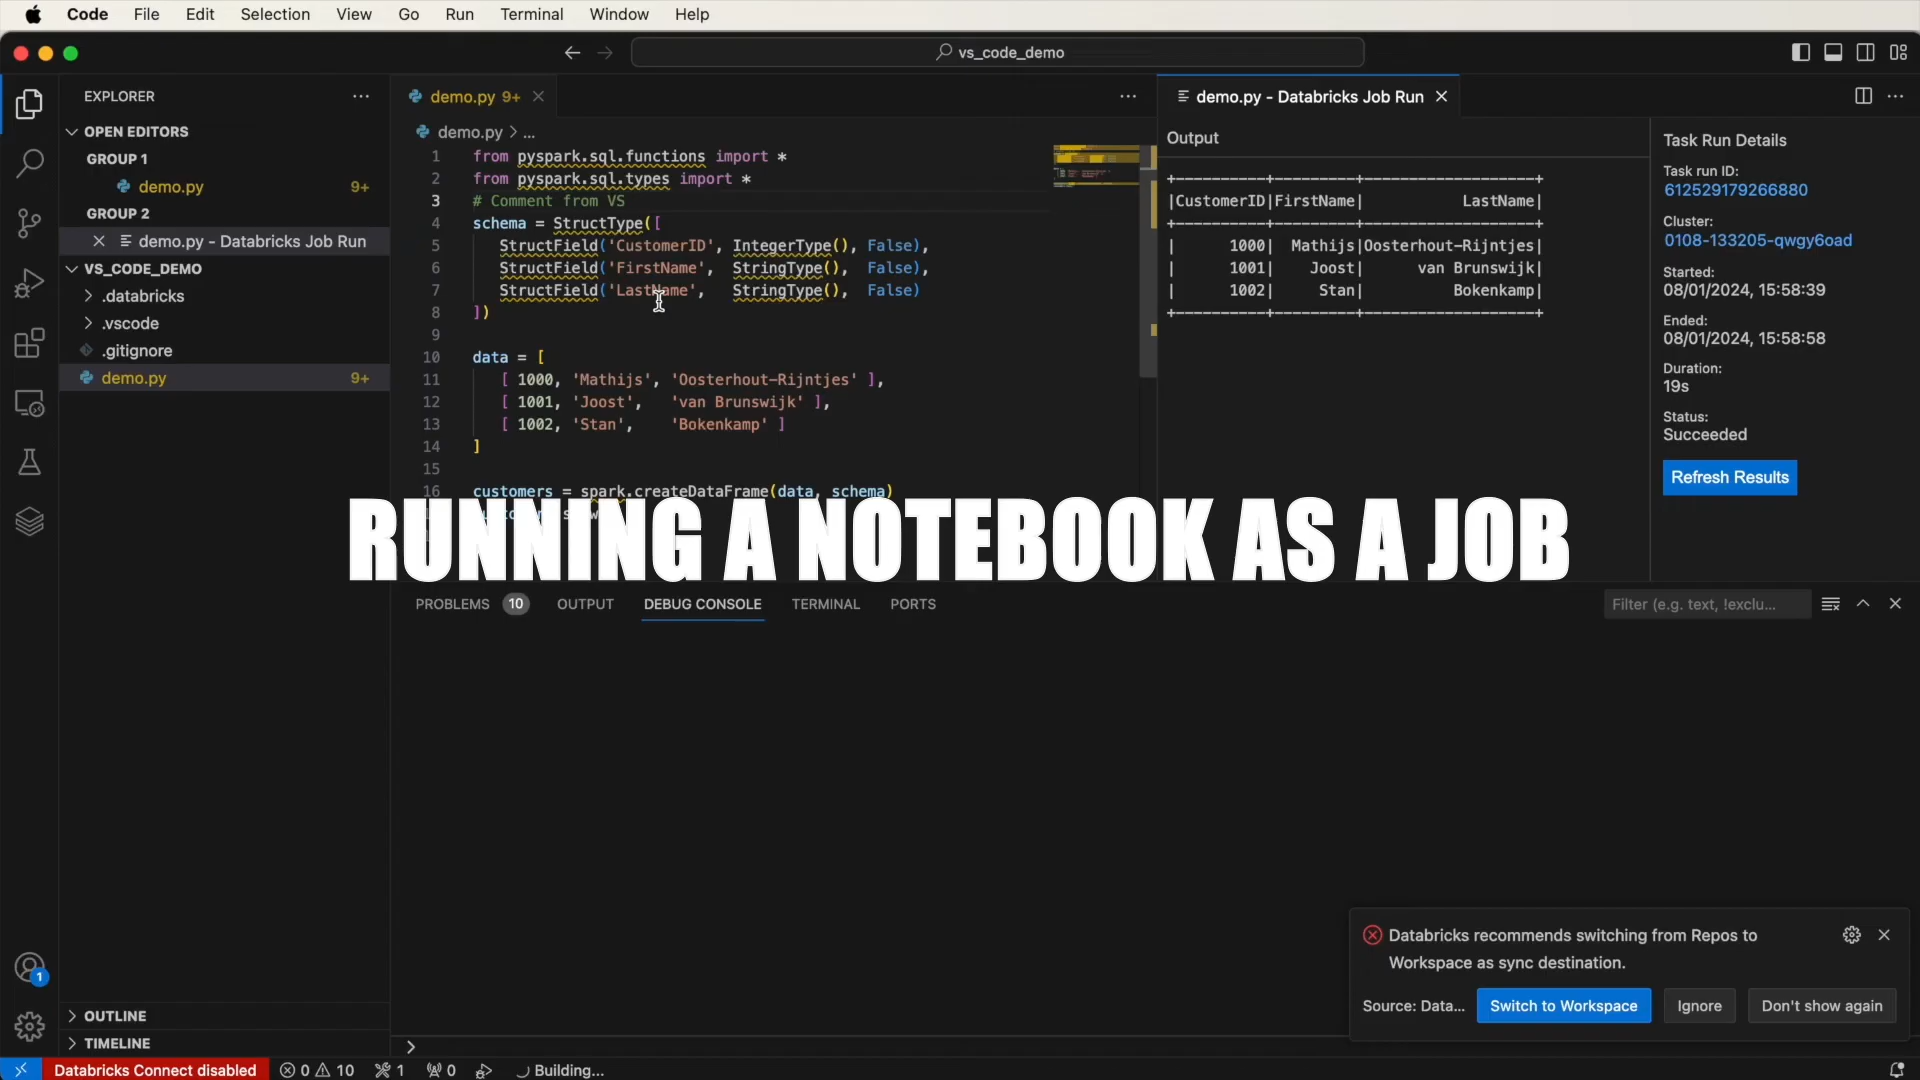 Code File Edit Selection View Go Run Terminal Window Help
vs_code_demo
EXPLORER
OPEN EDITORS
GROUP 1
demo.py 9+
GROUP 2
demo.py - Databricks Job Run
VS_CODE_DEMO
.databricks
.vscode
.gitignore
demo.py 9+
OUTLINE
TIMELINE
demo.py 9+
demo.py > ...
1 from pyspark.sql.functions import *
2 from pyspark.sql.types import *
3 # Comment from VS
4 schema = StructType([
5 StructField('CustomerID', IntegerType(), False),
6 StructField('FirstName', StringType(), False),
7 StructField('LastName', StringType(), False)
8 ])
9
10 data = [
11 [ 1000, 'Mathijs', 'Oosterhout-Rijntjes' ],
12 [ 1001, 'Joost', 'van Brunswijk' ],
13 [ 1002, 'Stan', 'Bokenkamp' ]
14 ]
15
16 customers = spark.createDataFrame(data, schema)
RUNNING A NOTEBOOK AS A JOB
demo.py - Databricks Job Run
Output
+----------+---------+-------------------+
|CustomerID|FirstName| LastName|
+----------+---------+-------------------+
| 1000| Mathijs|Oosterhout-Rijntjes|
| 1001| Joost| van Brunswijk|
| 1002| Stan| Bokenkamp|
+----------+---------+-------------------+
Task Run Details
Task run ID:
612529179266880
Cluster:
0108-133205-qwgy6oad
Started:
08/01/2024, 15:58:39
Ended:
08/01/2024, 15:58:58
Duration:
19s
Status:
Succeeded
Refresh Results
PROBLEMS 10 OUTPUT DEBUG CONSOLE TERMINAL PORTS
Filter (e.g. text, !exclu...
Databricks recommends switching from Repos to
Workspace as sync destination.
Source: Data... Switch to Workspace Ignore Don't show again
1
Databricks Connect disabled 0 10 1 0 Building...